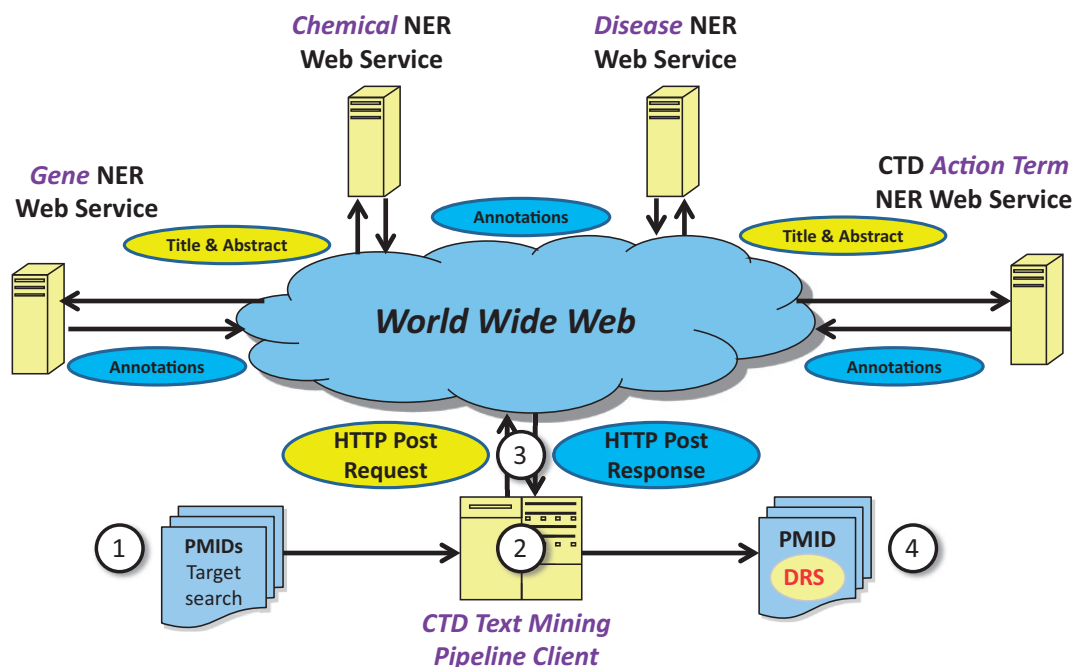 Chemical NER
Web Service
Disease NER
Web Service
Gene NER
Web Service
CTD Action Term
NER Web Service
Title & Abstract
Annotations
Title & Abstract
World Wide Web
Annotations
Annotations
HTTP Post
Request
3
HTTP Post
Response
1
PMIDs
Target
search
2
PMID
DRS
4
CTD Text Mining
Pipeline Client